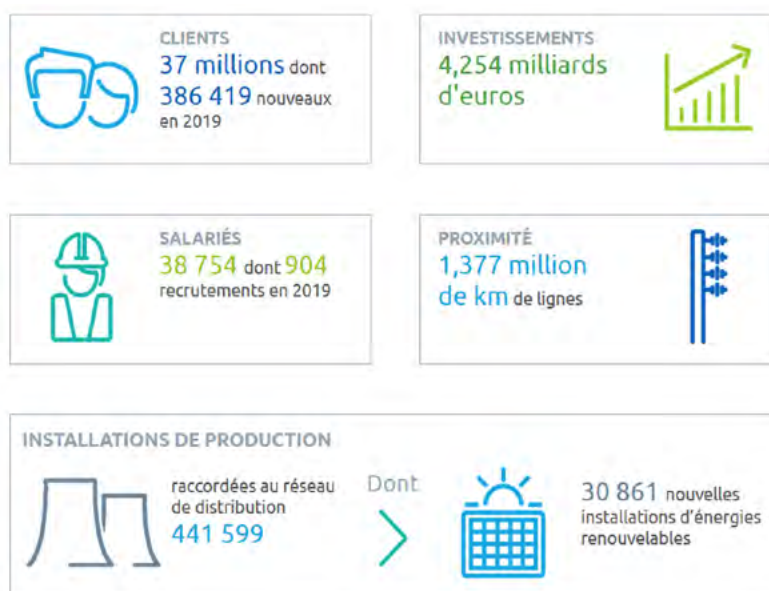 CLIENTS
37 millions dont
386 419 nouveaux
en 2019
INVESTISSEMENTS
4,254 milliards
d'euros
SALARIÉS
38 754 dont 904
recrutements en 2019
PROXIMITÉ
1,377 million
de km de lignes
INSTALLATIONS DE PRODUCTION
raccordées au réseau
de distribution
441 599
Dont
30 861 nouvelles
installations d'énergies
renouvelables